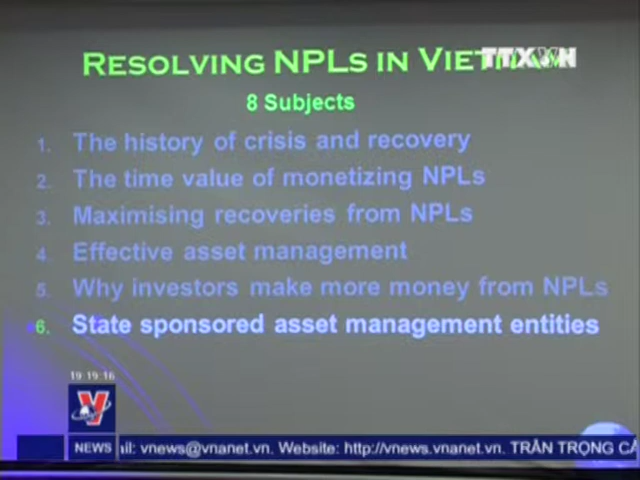 RESOLVING NPLS IN VIETNAM
TTXVN
8 Subjects
1. The history of crisis and recovery
2. The time value of monetizing NPLs
3. Maximising recoveries from NPLs
4. Effective asset management
5. Why investors make more money from NPLs
6. State sponsored asset management entities
19:19:16
V
NEWS
ail: vnews@vnanet.vn. Website: http://vnews.vnanet.vn. TRÂN TRỌNG CẢ